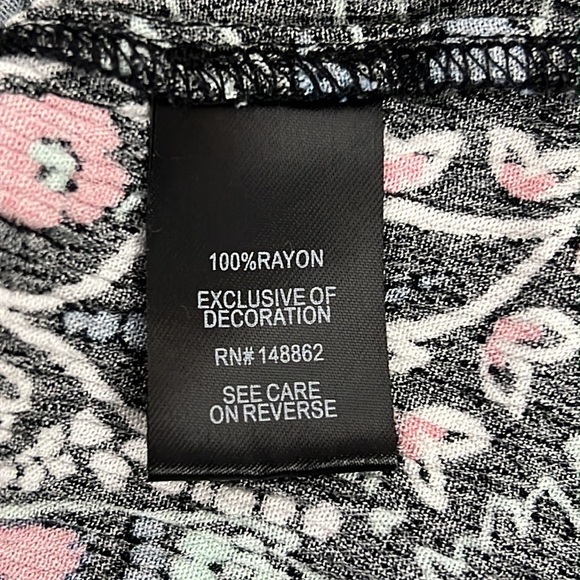 100%RAYON
EXCLUSIVE OF
DECORATION
RN# 148862
SEE CARE
ON REVERSE